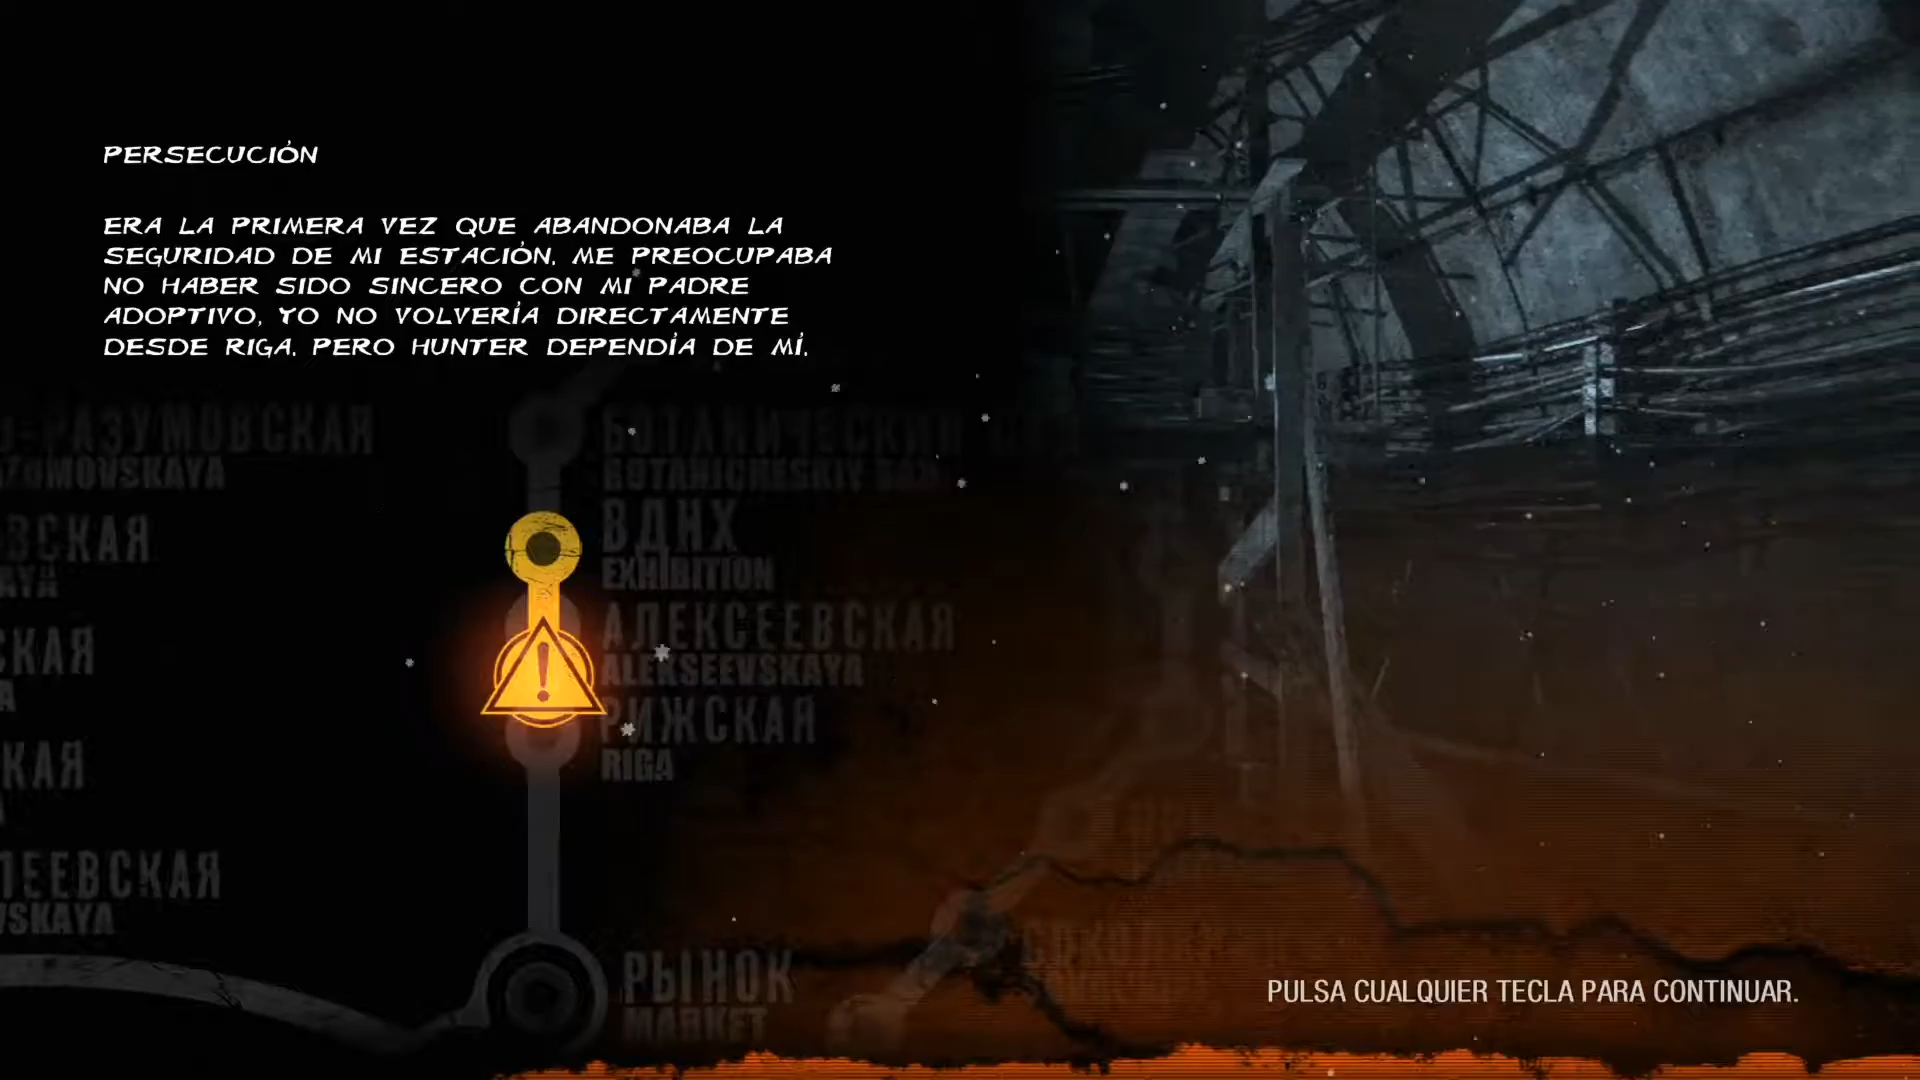 PERSECUCIÓN
ERA LA PRIMERA VEZ QUE ABANDONABA LA
SEGURIDAD DE MI ESTACIÓN. ME PREOCUPABA
NO HABER SIDO SINCERO CON MI PADRE
ADOPTIVO, YO NO VOLVERÍA DIRECTAMENTE
DESDE RIGA. PERO HUNTER DEPENDÍA DE MÍ.
БОТАНИЧЕСКИЙ
BOTANICHESKIY
ВДНХ
EXHIBITION
АЛЕКСЕЕВСКАЯ
ALEKSEEVSKAYA
РИЖСКАЯ
RIGA
РЫНОК
MARKET
PULSA CUALQUIER TECLA PARA CONTINUAR.